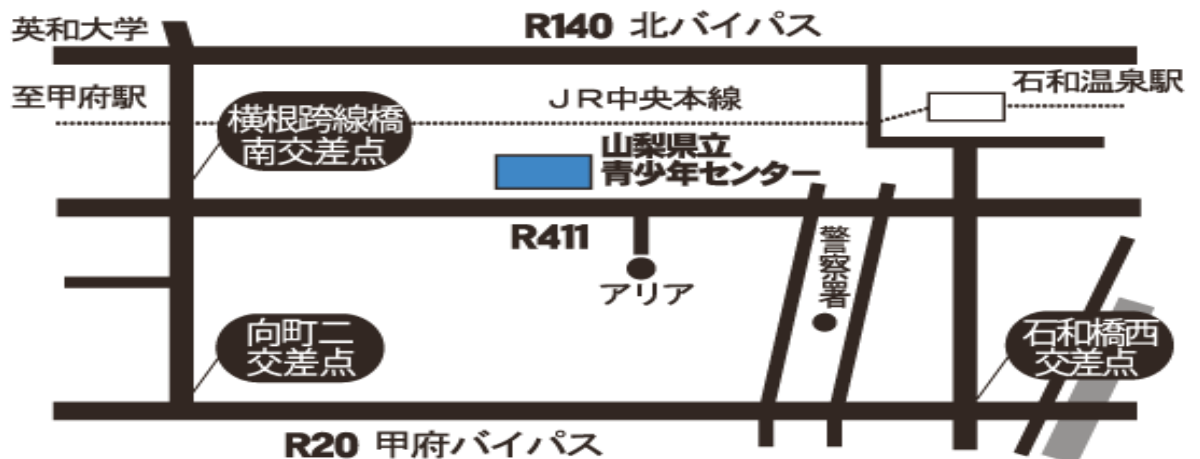 英和大学
R140 北バイパス
至甲府駅
JR中央本線
石和温泉駅
横根跨線橋
南交差点
山梨県立
青少年センター
R411
アリア
警察署
向町二
交差点
石和橋西
交差点
R20 甲府バイパス